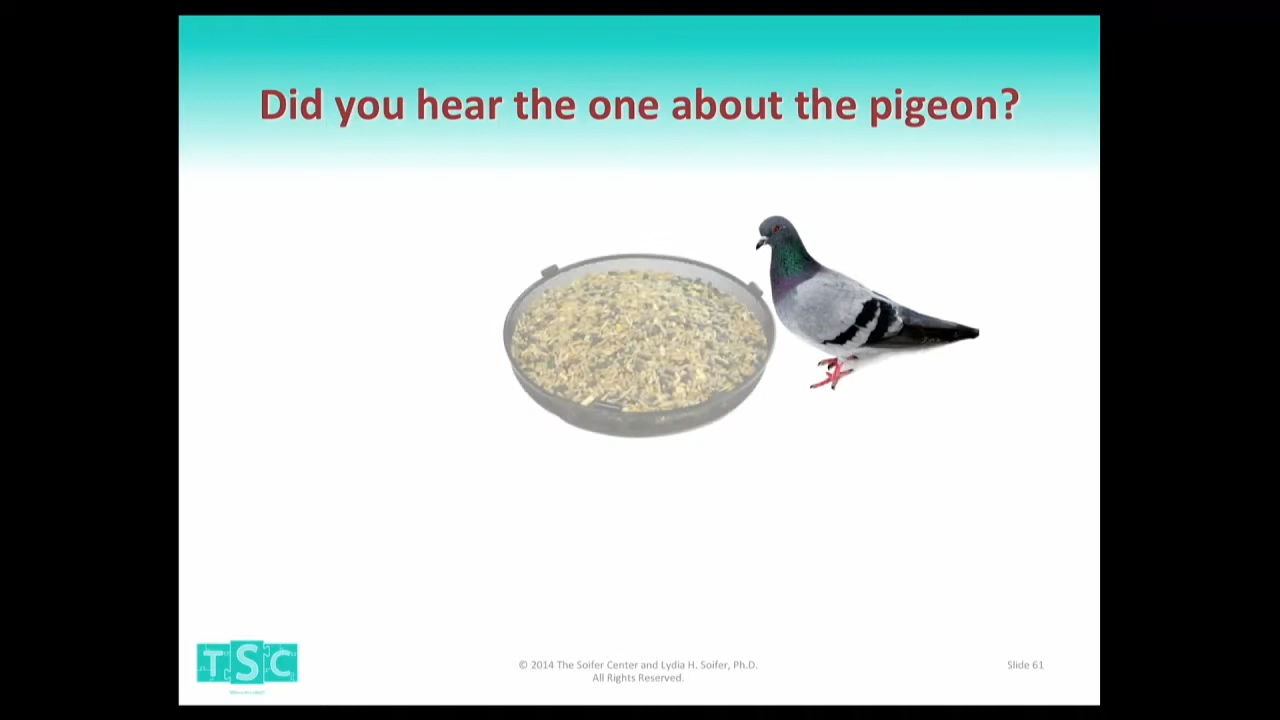 Did you hear the one about the pigeon?
TSC
© 2014 The Soifer Center and Lydia H. Soifer, Ph.D.
All Rights Reserved.
Slide 61